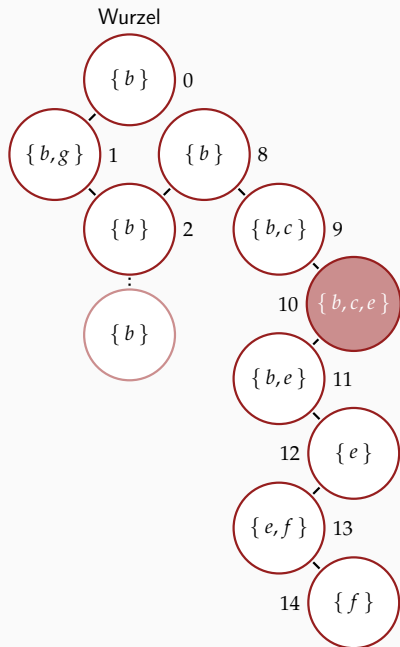 Wurzel
{ b } 0
{ b, g } 1 { b } 8
{ b } 2 { b, c } 9
10 { b, c, e }
{ b }
{ b, e } 11
12 { e }
{ e, f } 13
14 { f }